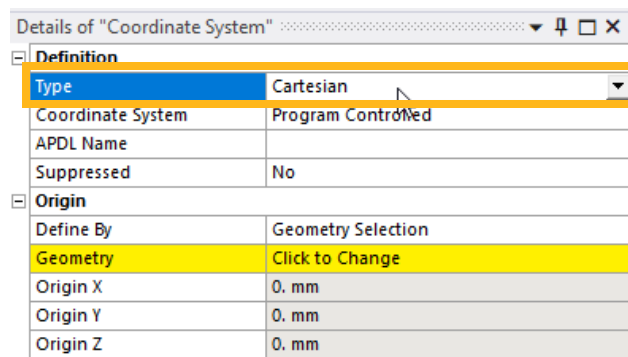 Details of "Coordinate System"
Definition
Type Cartesian
Coordinate System Program Controlled
APDL Name
Suppressed No
Origin
Define By Geometry Selection
Geometry Click to Change
Origin X 0. mm
Origin Y 0. mm
Origin Z 0. mm